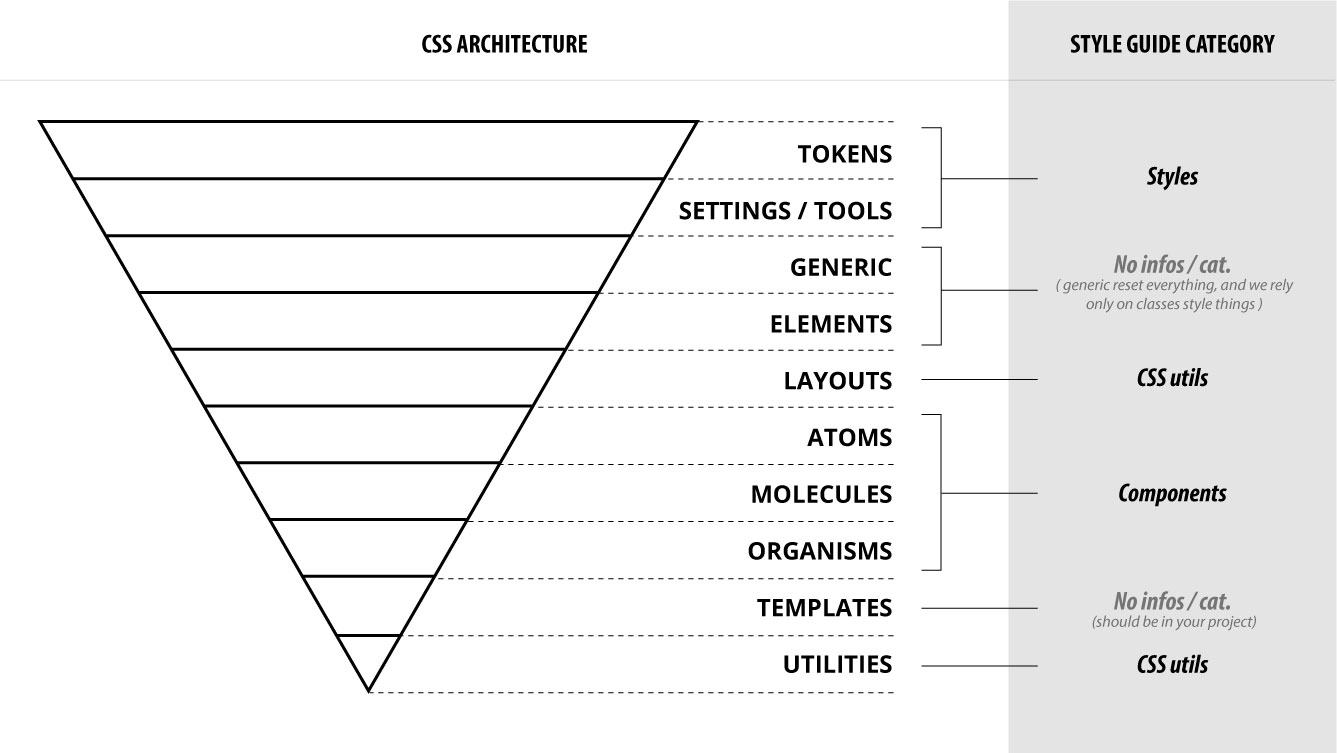 CSS ARCHITECTURE
STYLE GUIDE CATEGORY
TOKENS
SETTINGS / TOOLS
Styles
GENERIC
ELEMENTS
No infos / cat.
( generic reset everything, and we rely
only on classes style things )
LAYOUTS
CSS utils
ATOMS
MOLECULES
ORGANISMS
Components
TEMPLATES
No infos / cat.
(should be in your project)
UTILITIES
CSS utils